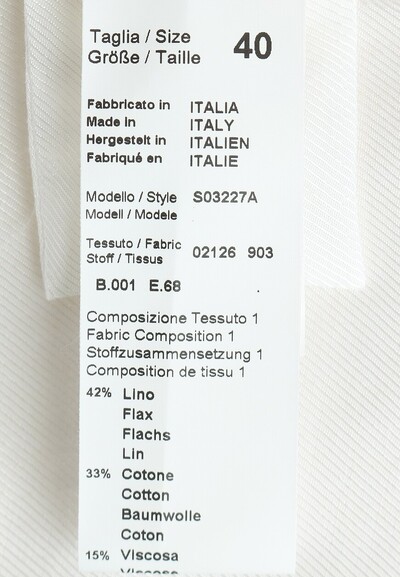 Taglia / Size
Größe / Taille 40
Fabbricato in ITALIA
Made in ITALY
Hergestelt in ITALIEN
Fabriqué en ITALIE
Modello / Style S03227A
Modell / Modele
Tessuto / Fabric
Stoff / Tissus 02126 903
B.001 E.68
Composizione Tessuto 1
Fabric Composition 1
Stoffzusammensetzung 1
Composition de tissu 1
42% Lino
Flax
Flachs
Lin
33% Cotone
Cotton
Baumwolle
Coton
15% Viscosa